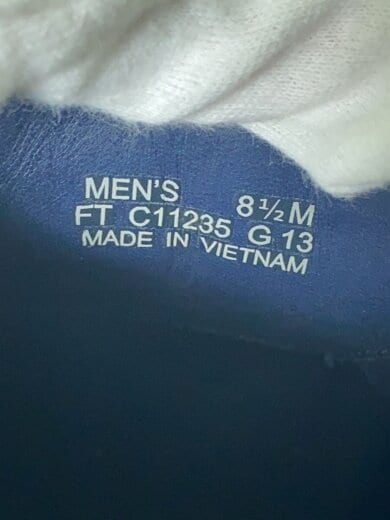 MEN'S 8½M
FT C11235 G 13
MADE IN VIETNAM